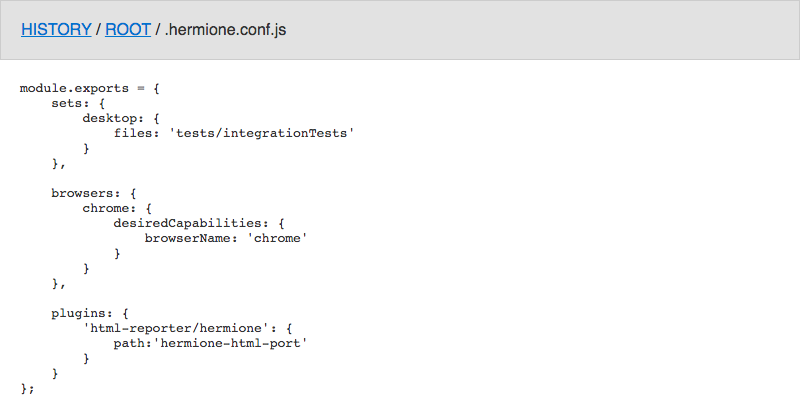 HISTORY / ROOT / .hermione.conf.js
module.exports = {
    sets: {
        desktop: {
            files: 'tests/integrationTests'
        }
    },
    browsers: {
        chrome: {
            desiredCapabilities: {
                browserName: 'chrome'
            }
        }
    },
    plugins: {
        'html-reporter/hermione': {
            path:'hermione-html-port'
        }
    }
};